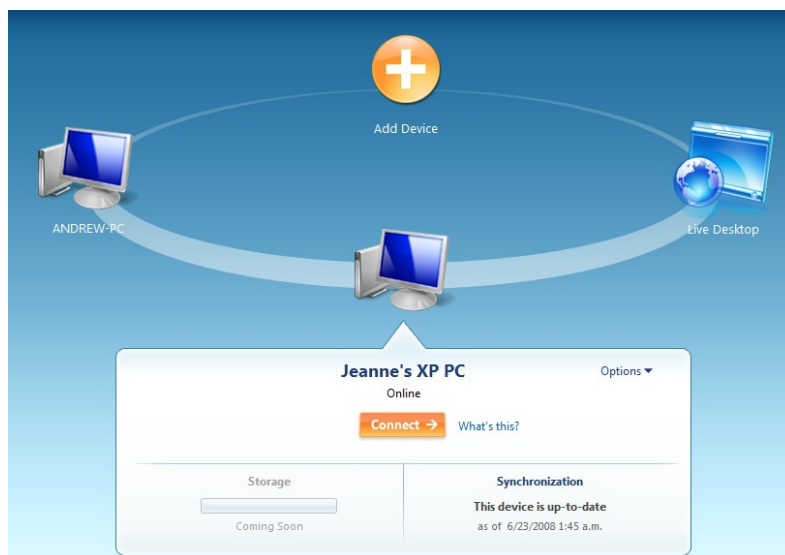 Add Device
ANDREW-PC
Live Desktop
Jeanne's XP PC
Options
Online
Connect
What's this?
Storage
Synchronization
This device is up-to-date
Coming Soon
as of 6/23/2008 1:45 a.m.